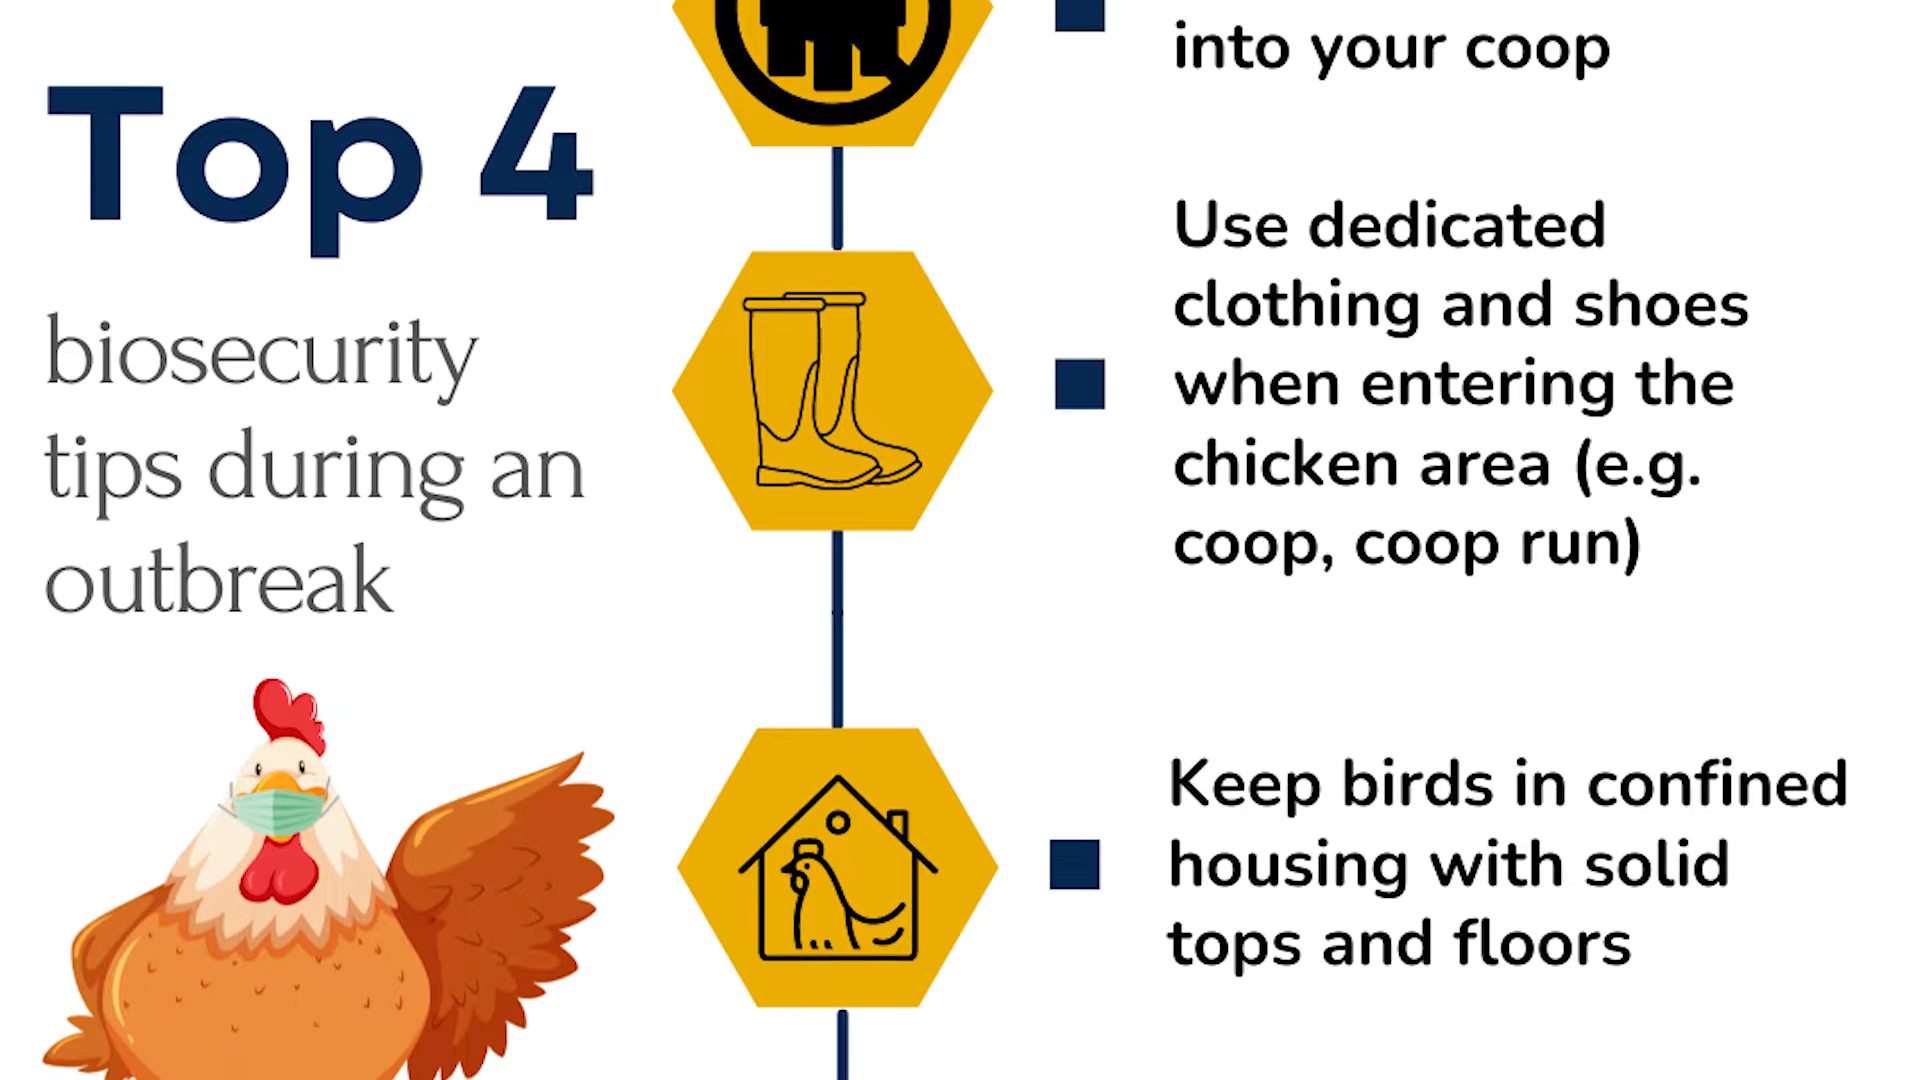 Top 4
biosecurity
tips during an
outbreak
into your coop
Use dedicated
clothing and shoes
when entering the
chicken area (e.g.
coop, coop run)
Keep birds in confined
housing with solid
tops and floors